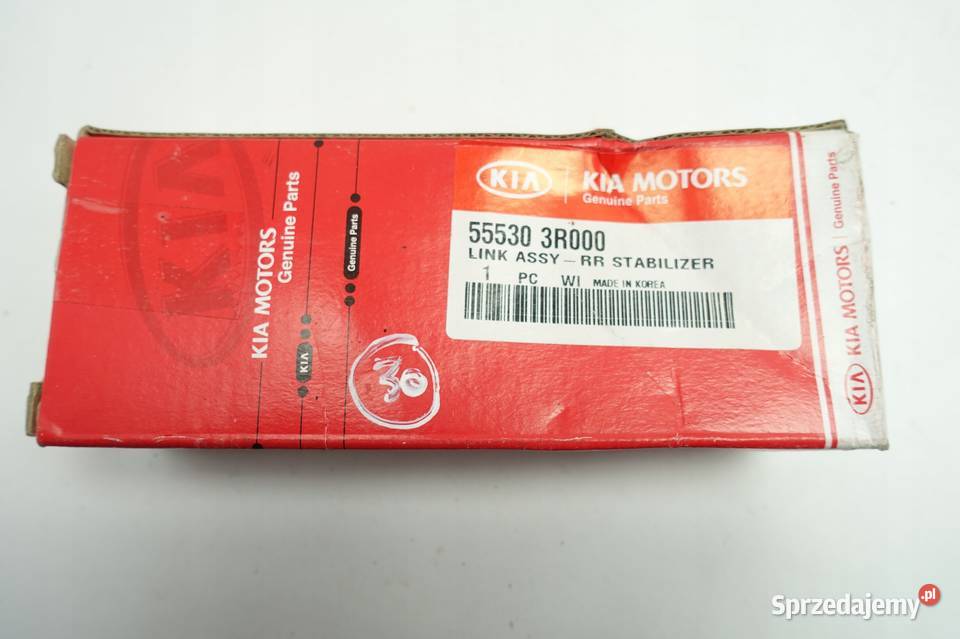 KIA
KIA MOTORS
Genuine Parts
KIA
Genuine Parts
KIA
KIA MOTORS
Genuine Parts
55530 3R000
LINK ASSY-RR STABILIZER
1 PC WI MADE IN KOREA
KIA
KIA MOTORS
Genuine Parts
Sprzedajemy.pl